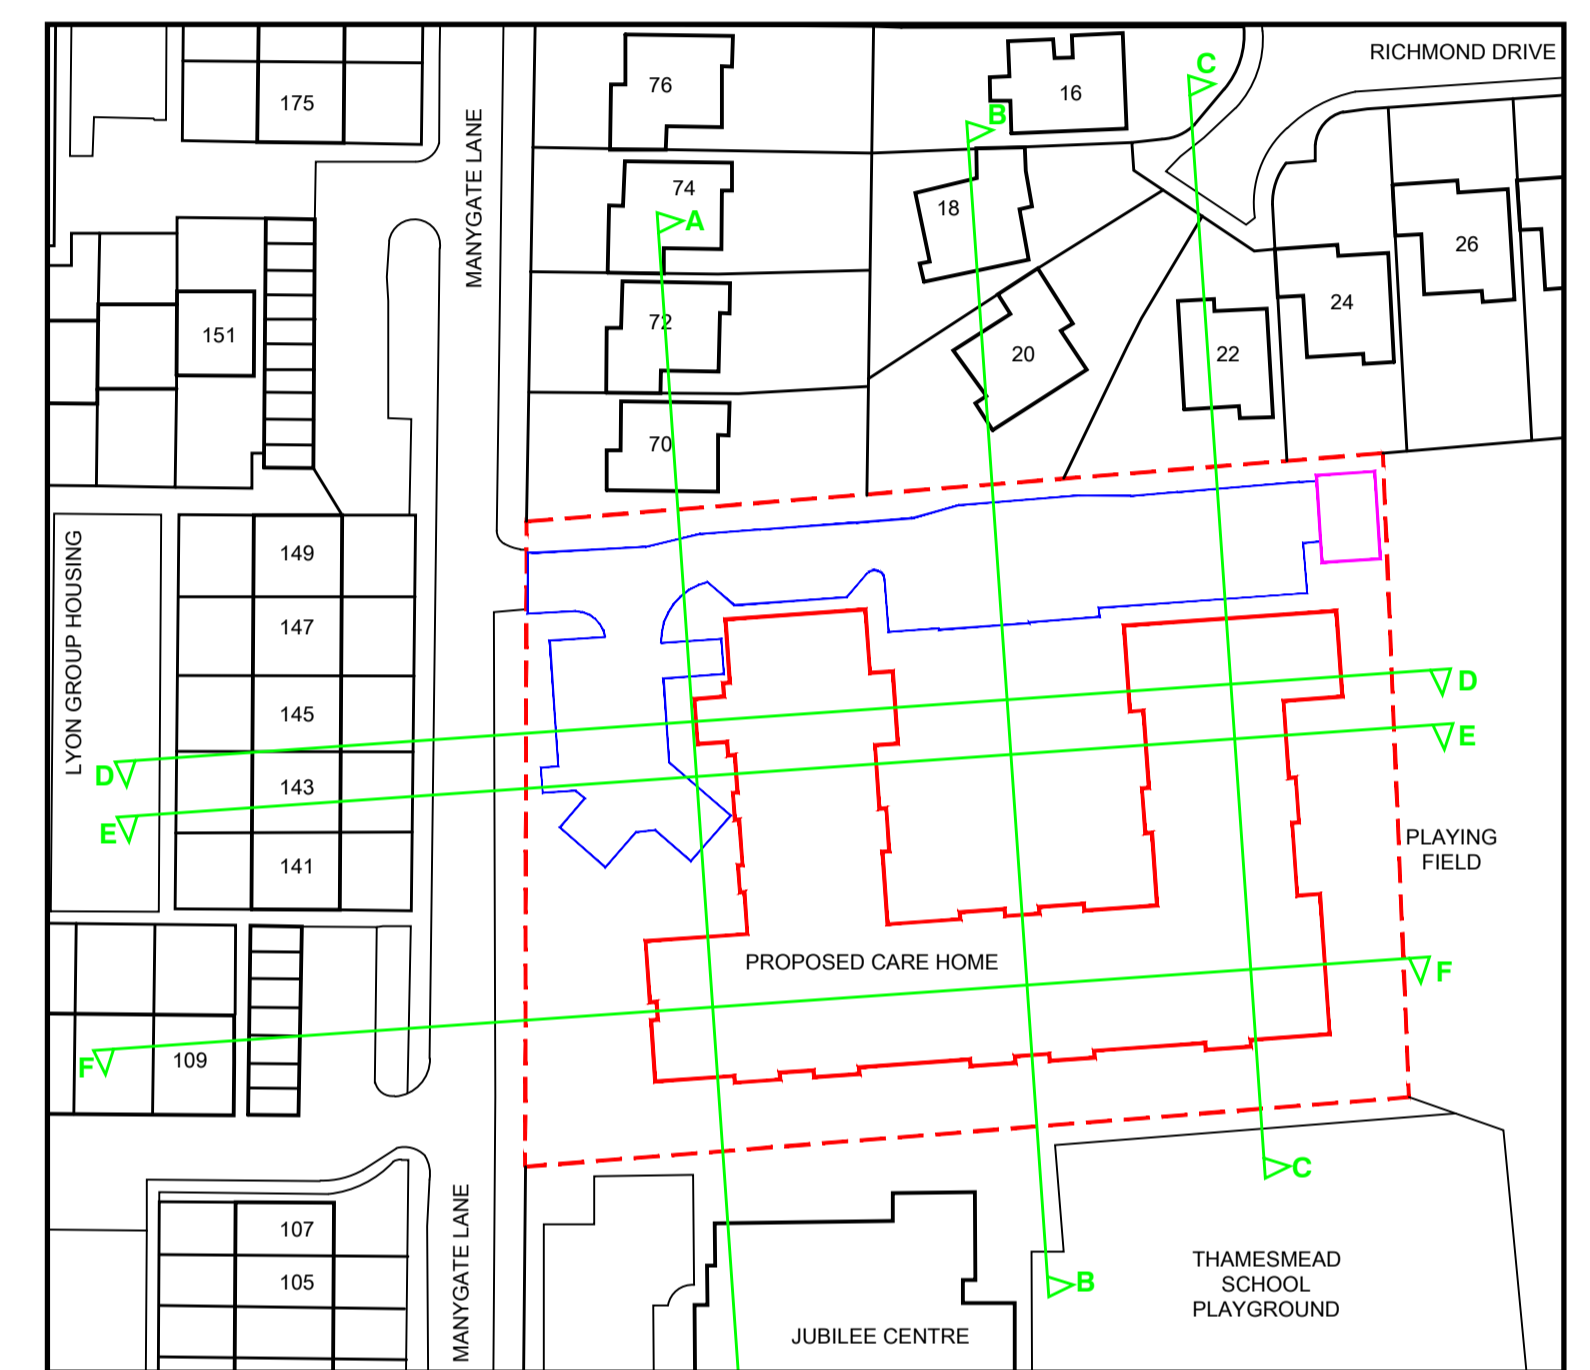 RICHMOND DRIVE
C
76
16
175
B
MANYGATE LANE
74
18
A
26
24
151
72
20
22
70
149
LYON GROUP HOUSING
147
D
145
E
D
143
E
PLAYING
FIELD
141
PROPOSED CARE HOME
F
109
F
C
MANYGATE LANE
107
THAMESMEAD
SCHOOL
PLAYGROUND
105
B
JUBILEE CENTRE